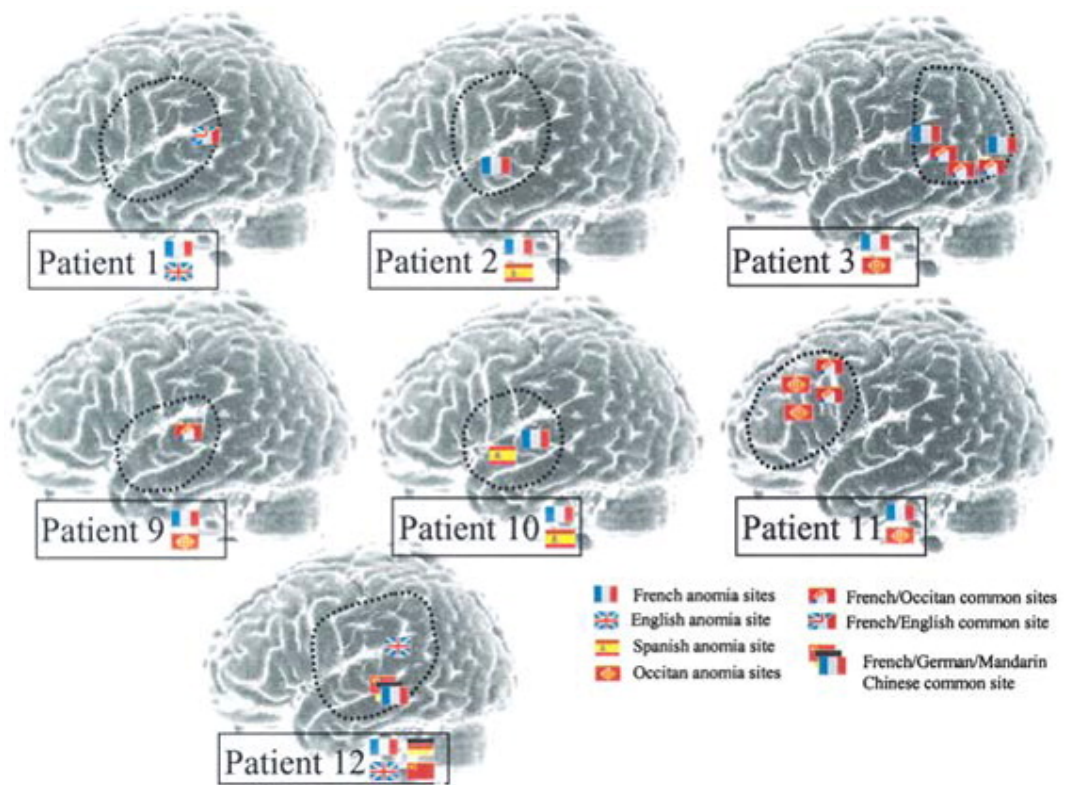 Patient 1
Patient 2
Patient 3
Patient 9
Patient 10
Patient 11
Patient 12
French anomia sites
English anomia site
Spanish anomia site
Occitan anomia sites
French/Occitan common sites
French/English common site
French/German/Mandarin
Chinese common site